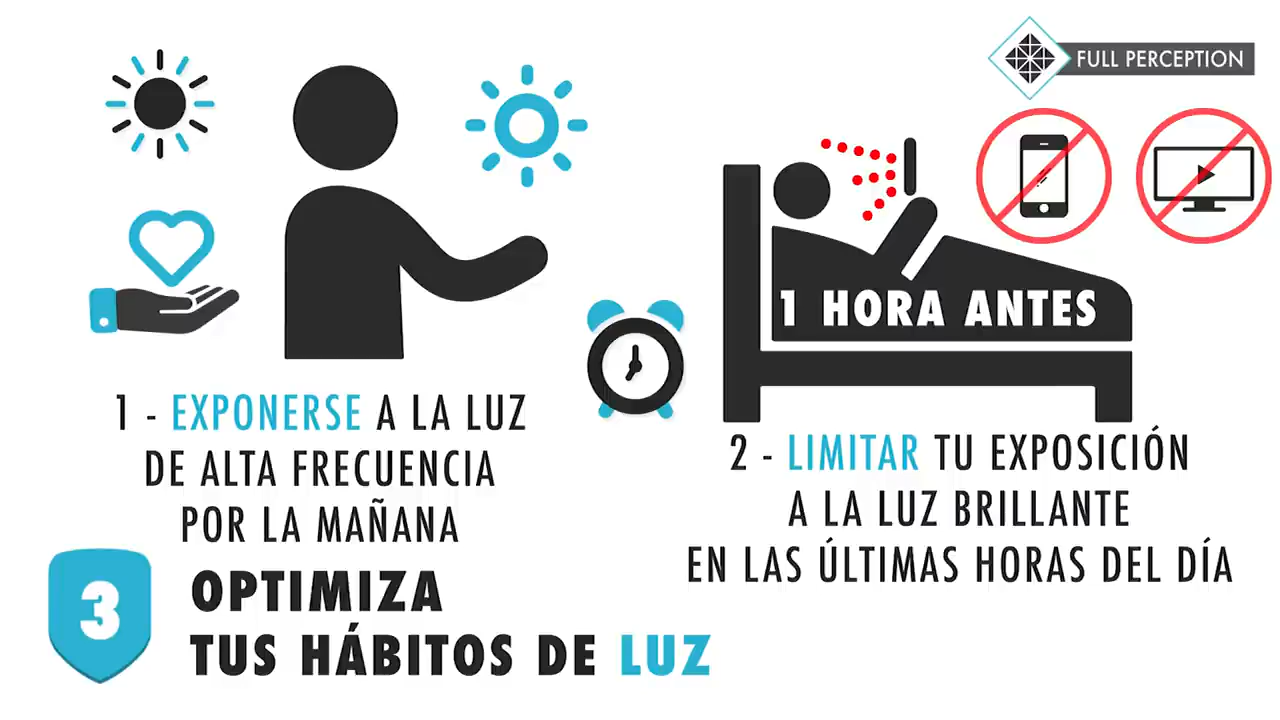 FULL PERCEPTION
1 HORA ANTES
1 - EXPONERSE A LA LUZ
DE ALTA FRECUENCIA
POR LA MAÑANA
2 - LIMITAR TU EXPOSICIÓN
A LA LUZ BRILLANTE
EN LAS ÚLTIMAS HORAS DEL DÍA
3
OPTIMIZA
TUS HÁBITOS DE LUZ